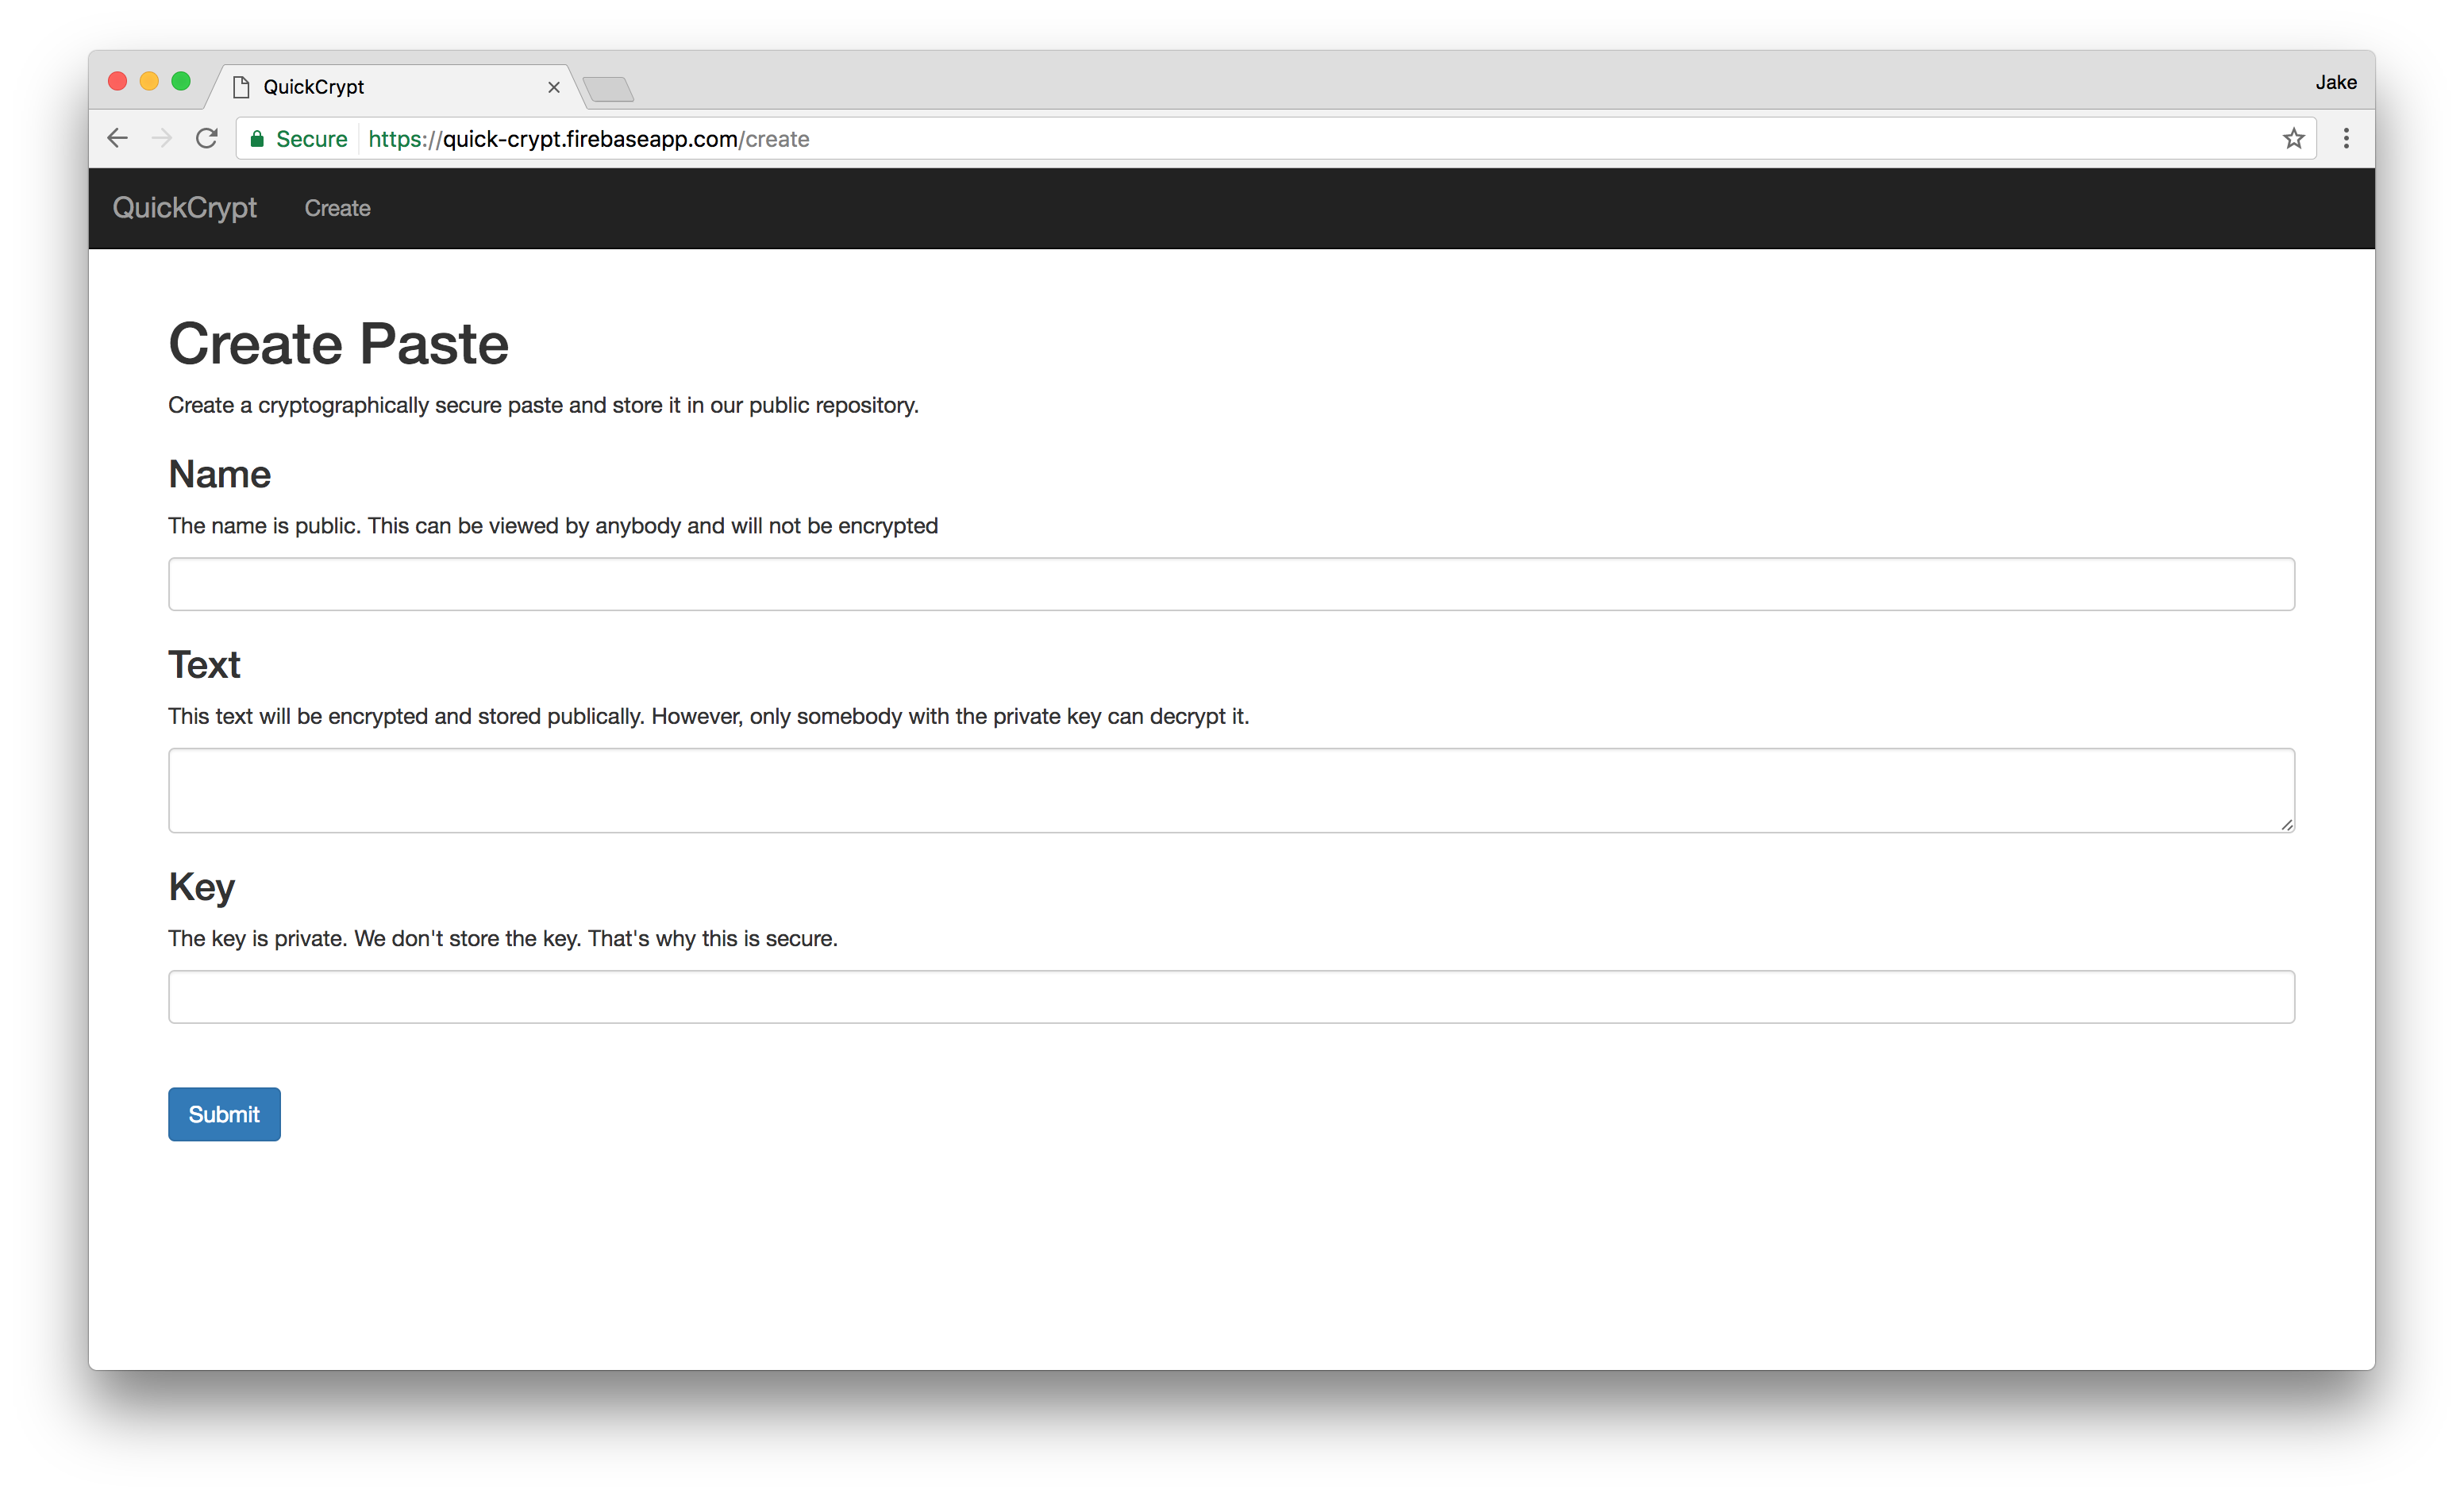 QuickCrypt
Jake
Secure https://quick-crypt.firebaseapp.com/create
QuickCrypt Create
Create Paste
Create a cryptographically secure paste and store it in our public repository.
Name
The name is public. This can be viewed by anybody and will not be encrypted
Text
This text will be encrypted and stored publically. However, only somebody with the private key can decrypt it.
Key
The key is private. We don't store the key. That's why this is secure.
Submit